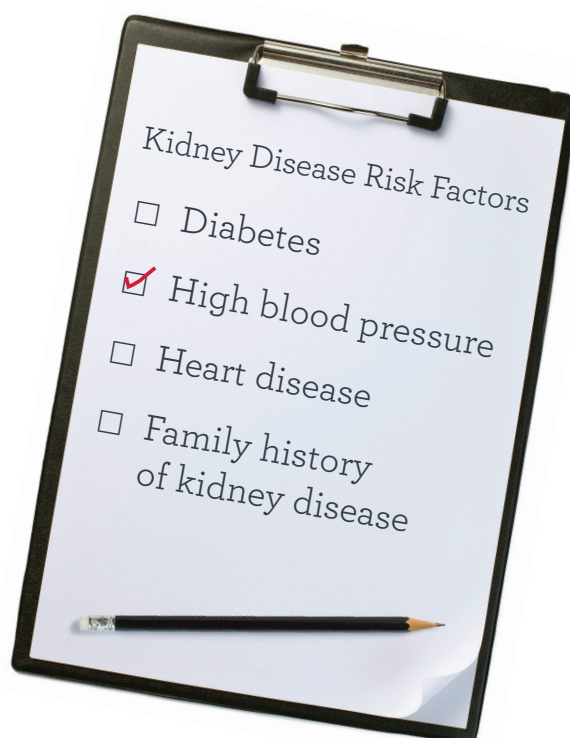 Kidney Disease Risk Factors
Diabetes
High blood pressure
Heart disease
Family history
of kidney disease